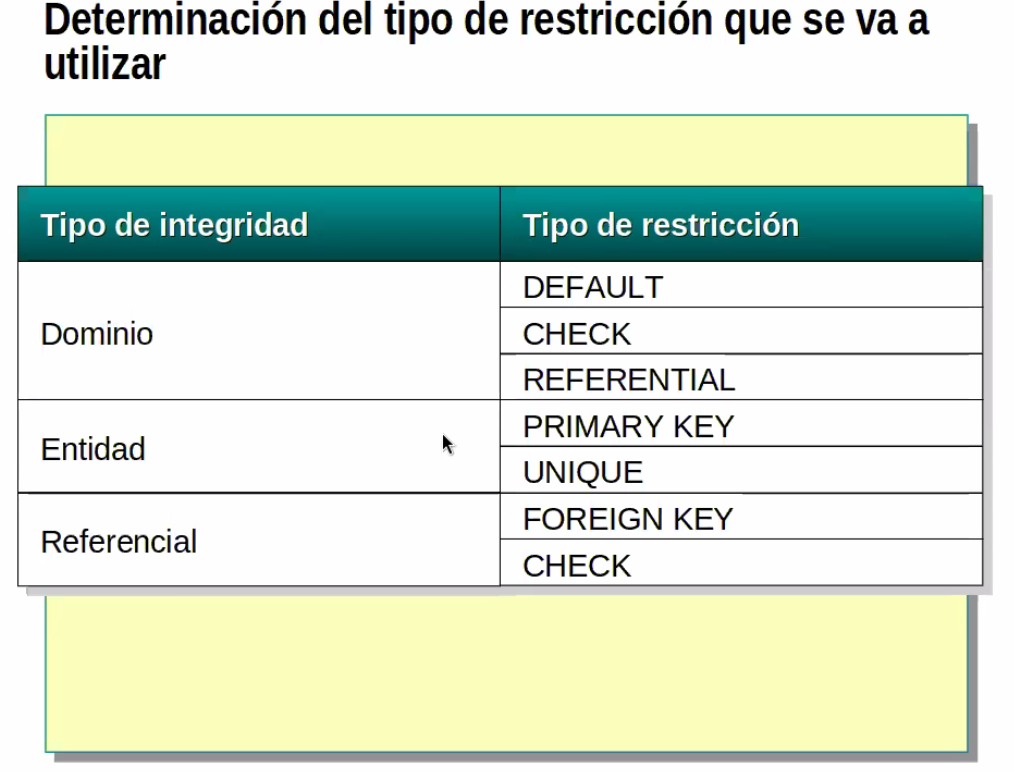 Determinación del tipo de restricción que se va a
utilizar
Tipo de integridad
Tipo de restricción
Dominio
DEFAULT
CHECK
REFERENTIAL
Entidad
PRIMARY KEY
UNIQUE
Referencial
FOREIGN KEY
CHECK